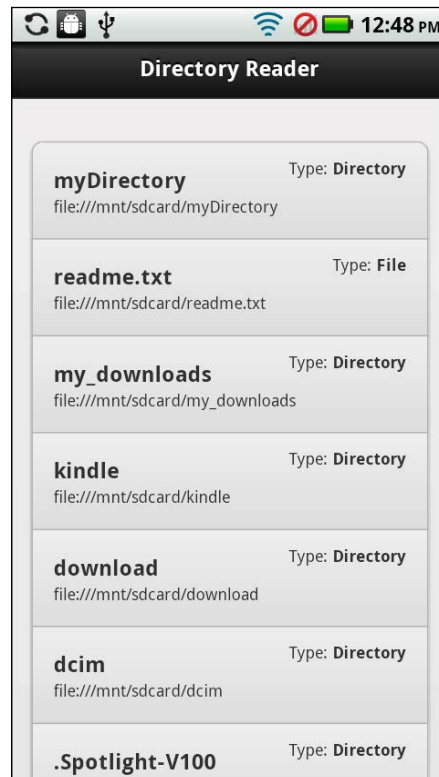 12:48 PM
Directory Reader
myDirectory
Type: Directory
file:///mnt/sdcard/myDirectory
readme.txt
Type: File
file:///mnt/sdcard/readme.txt
my_downloads
Type: Directory
file:///mnt/sdcard/my_downloads
kindle
Type: Directory
file:///mnt/sdcard/kindle
download
Type: Directory
file:///mnt/sdcard/download
dcim
Type: Directory
file:///mnt/sdcard/dcim
.Spotlight-V100
Type: Directory